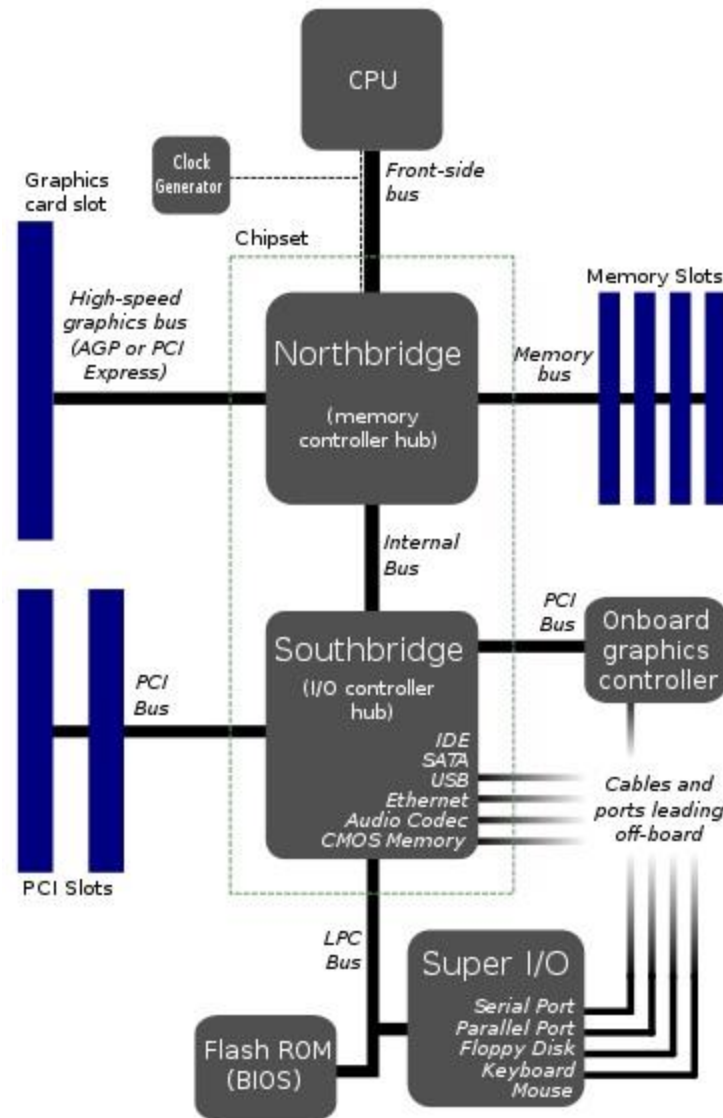 CPU
Clock
Generator
Front-side
bus
Graphics
card slot
Chipset
High-speed
graphics bus
(AGP or PCI
Express)
Northbridge
(memory
controller hub)
Memory Slots
Memory
bus
Internal
Bus
PCI
Bus
Onboard
graphics
controller
Southbridge
(I/O controller
hub)
PCI
Bus
IDE
SATA
USB
Ethernet
Audio Codec
CMOS Memory
Cables and
ports leading
off-board
PCI Slots
LPC
Bus
Super I/O
Serial Port
Parallel Port
Floppy Disk
Keyboard
Mouse
Flash ROM
(BIOS)